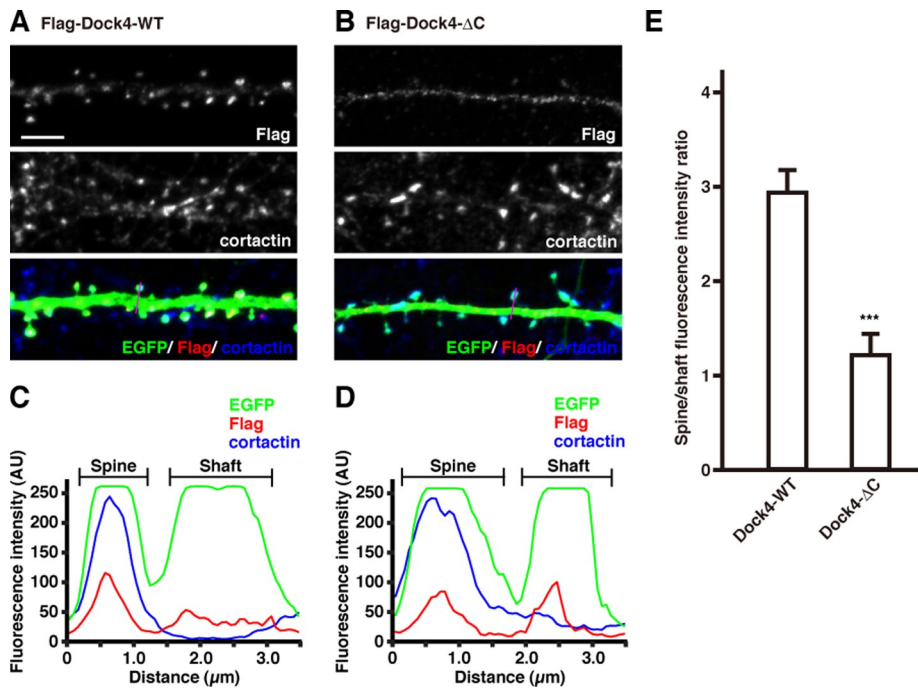 A Flag-Dock4-WT
Flag
cortactin
EGFP/ Flag/ cortactin
B Flag-Dock4-ΔC
Flag
cortactin
EGFP/ Flag/ cortactin
C
EGFP
Flag
cortactin
Spine
Shaft
Fluorescence intensity (AU)
250
200
150
100
50
0
0
1.0
2.0
3.0
Distance (μm)
D
EGFP
Flag
cortactin
Spine
Shaft
Fluorescence intensity (AU)
250
200
150
100
50
0
0
1.0
2.0
3.0
Distance (μm)
E
Spine/shaft fluorescence intensity ratio
4
3
2
1
0
***
Dock4-WT
Dock4-ΔC